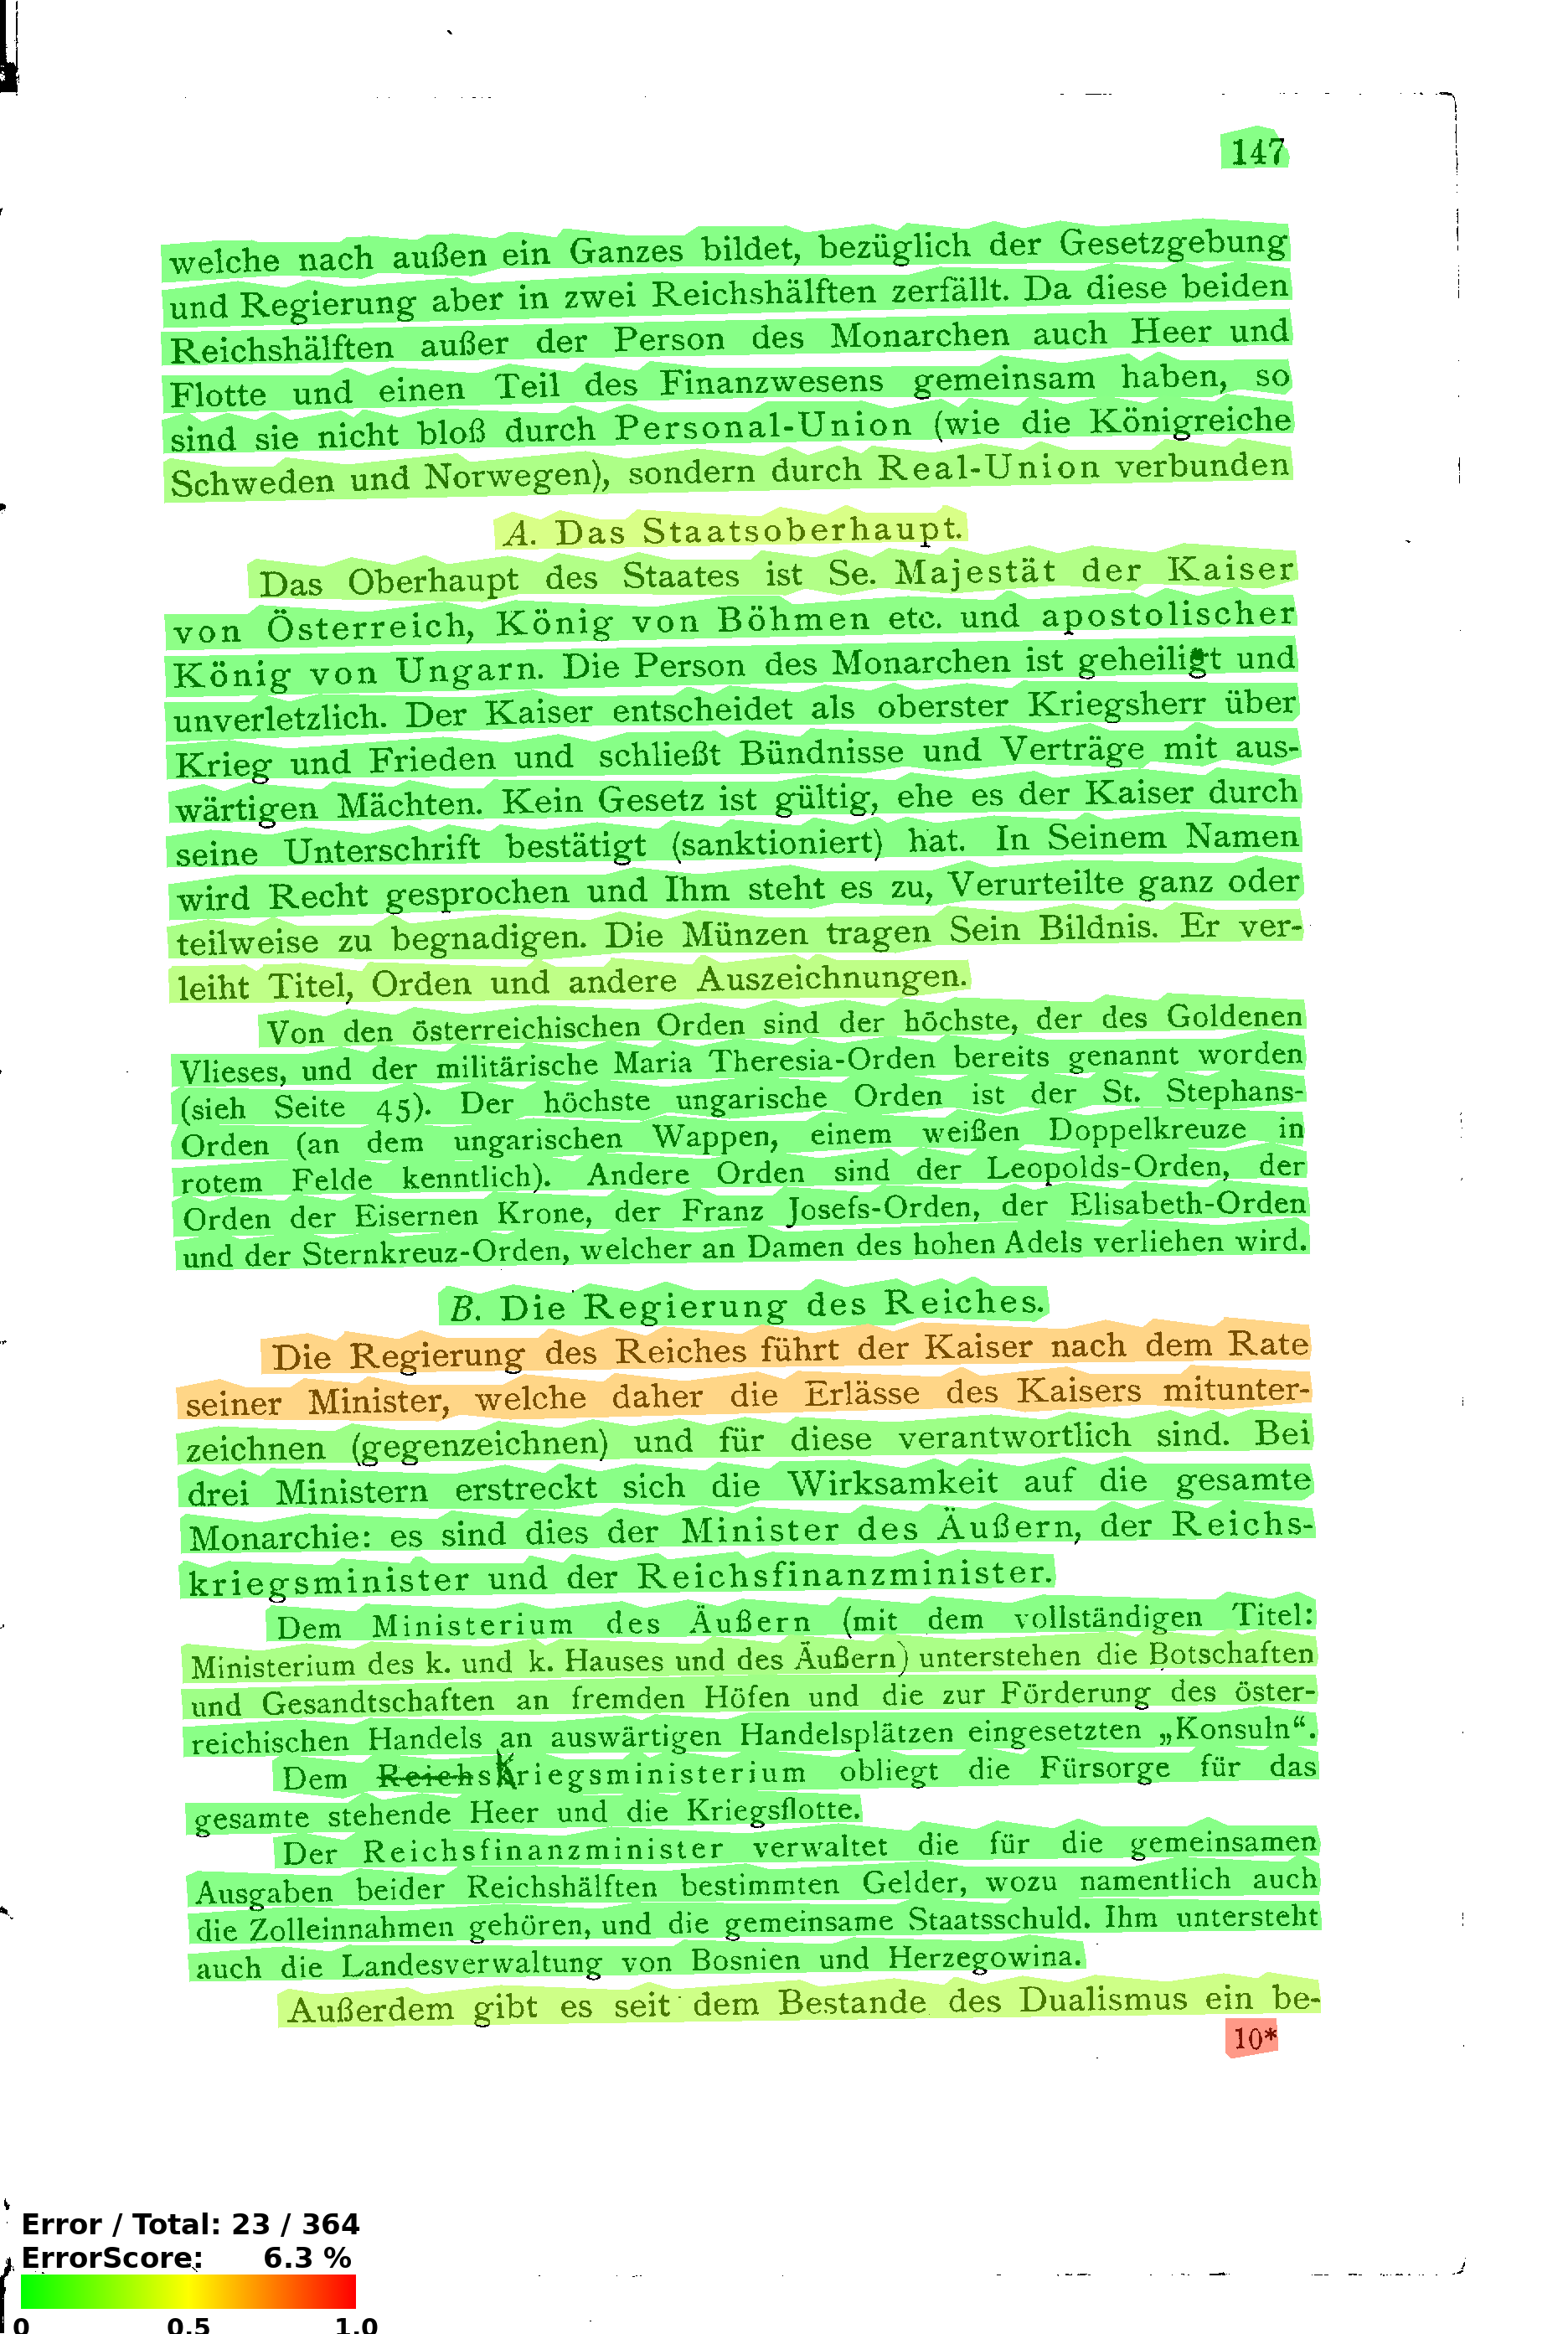 147
welche nach außen ein Ganzes bildet, bezüglich der Gesetzgebung
und Regierung aber in zwei Reichshälften zerfällt. Da diese beiden
Reichshälften außer der Person des Monarchen auch Heer und
Flotte und einen Teil des Finanzwesens gemeinsam haben, so
sind sie nicht bloß durch Personal-Union (wie die Königreiche
Schweden und Norwegen), sondern durch Real-Union verbunden
A. Das Staatsoberhaupt.
Das Oberhaupt des Staates ist Se. Majestät der Kaiser
von Österreich, König von Böhmen etc. und apostolischer
König von Ungarn. Die Person des Monarchen ist geheiligt und
unverletzlich. Der Kaiser entscheidet als oberster Kriegsherr über
Krieg und Frieden und schließt Bündnisse und Verträge mit aus-
wärtigen Mächten. Kein Gesetz ist gültig, ehe es der Kaiser durch
seine Unterschrift bestätigt (sanktioniert) hat. In Seinem Namen
wird Recht gesprochen und Ihm steht es zu, Verurteilte ganz oder
teilweise zu begnadigen. Die Münzen tragen Sein Bildnis. Er ver-
leiht Titel, Orden und andere Auszeichnungen.
Von den österreichischen Orden sind der höchste, der des Goldenen
Vlieses, und der militärische Maria Theresia-Orden bereits genannt worden
(sieh Seite 45). Der höchste ungarische Orden ist der St. Stephans-
Orden (an dem ungarischen Wappen, einem weißen Doppelkreuze in
rotem Felde kenntlich). Andere Orden sind der Leopolds-Orden, der
Orden der Eisernen Krone, der Franz Josefs-Orden, der Elisabeth-Orden
und der Sternkreuz-Orden, welcher an Damen des hohen Adels verliehen wird.
B. Die Regierung des Reiches.
Die Regierung des Reiches führt der Kaiser nach dem Rate
seiner Minister, welche daher die Erlässe des Kaisers mitunter-
zeichnen (gegenzeichnen) und für diese verantwortlich sind. Bei
drei Ministern erstreckt sich die Wirksamkeit auf die gesamte
Monarchie: es sind dies der Minister des Äußern, der Reichs-
kriegsminister und der Reichsfinanzminister.
Dem Ministerium des Äußern (mit dem vollständigen Titel:
Ministerium des k. und k. Hauses und des Äußern) unterstehen die Botschaften
und Gesandtschaften an fremden Höfen und die zur Förderung des öster-
reichischen Handels an auswärtigen Handelsplätzen eingesetzten „Konsuln“.
Dem ReichsKriegsministerium obliegt die Fürsorge für das
gesamte stehende Heer und die Kriegsflotte.
Der Reichsfinanzminister verwaltet die für die gemeinsamen
Ausgaben beider Reichshälften bestimmten Gelder, wozu namentlich auch
die Zolleinnahmen gehören, und die gemeinsame Staatsschuld. Ihm untersteht
auch die Landesverwaltung von Bosnien und Herzegowina.
Außerdem gibt es seit dem Bestande des Dualismus ein be-
10*
Error / Total: 23 / 364
ErrorScore: 6.3 %
0 0.5 1.0